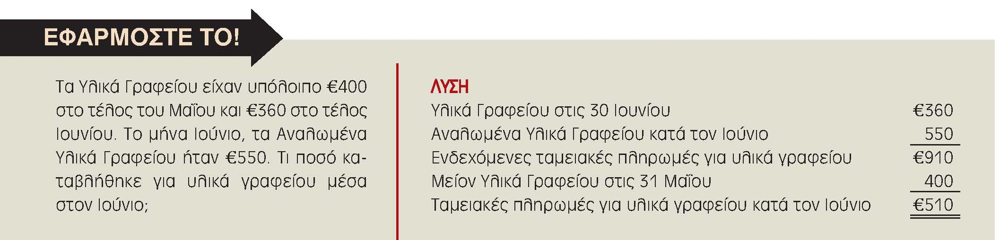 ΕΦΑΡΜΟΣΤΕ ΤΟ!
Τα Υλικά Γραφείου είχαν υπόλοιπο €400
στο τέλος του Μαΐου και €360 στο τέλος
Ιουνίου. Το μήνα Ιούνιο, τα Αναλωμένα
Υλικά Γραφείου ήταν €550. Τι ποσό κα-
ταβλήθηκε για υλικά γραφείου μέσα
στον Ιούνιο;
ΛΥΣΗ
Υλικά Γραφείου στις 30 Ιουνίου €360
Αναλωμένα Υλικά Γραφείου κατά τον Ιούνιο 550
Ενδεχόμενες ταμειακές πληρωμές για υλικά γραφείου €910
Μείον Υλικά Γραφείου στις 31 Μαΐου 400
Ταμειακές πληρωμές για υλικά γραφείου κατά τον Ιούνιο €510